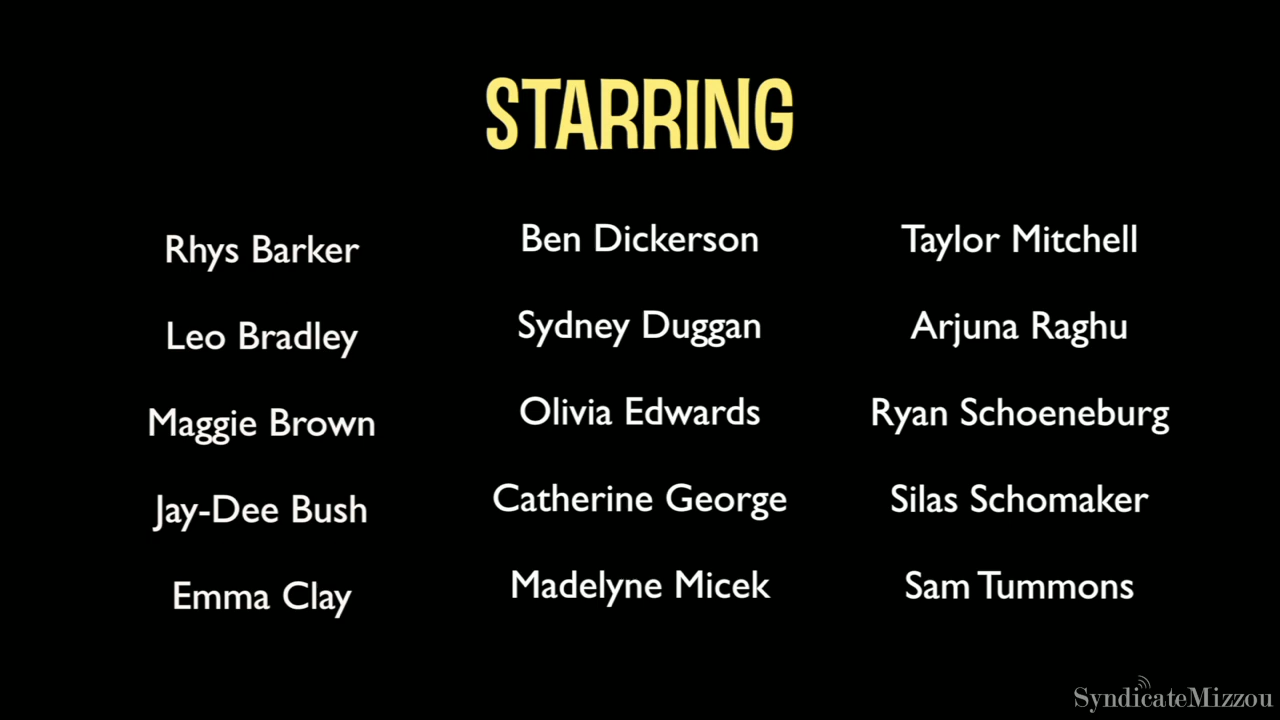 STARRING
Rhys Barker
Leo Bradley
Maggie Brown
Jay-Dee Bush
Emma Clay
Ben Dickerson
Sydney Duggan
Olivia Edwards
Catherine George
Madelyne Micek
Taylor Mitchell
Arjuna Raghu
Ryan Schoeneburg
Silas Schomaker
Sam Tummons
SyndicateMizzou